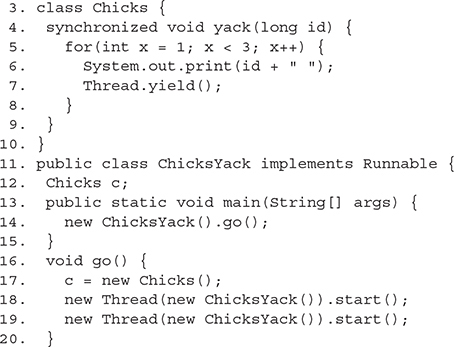 3. class Chicks {
4.  synchronized void yack(long id) {
5.   for(int x = 1; x < 3; x++) {
6.    System.out.print(id + " ");
7.    Thread.yield();
8.   }
9.  }
10. }
11. public class ChicksYack implements Runnable {
12.  Chicks c;
13.  public static void main(String[] args) {
14.   new ChicksYack().go();
15.  }
16.  void go() {
17.   c = new Chicks();
18.   new Thread(new ChicksYack()).start();
19.   new Thread(new ChicksYack()).start();
20.  }